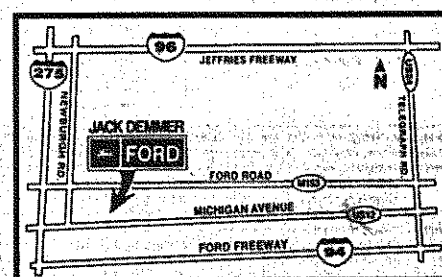 96
JEFFRIES FREEWAY
275
NEWBURGH RD.
US24
N
TELEGRAPH RD.
JACK DEMMER
FORD
FORD ROAD
M153
MICHIGAN AVENUE
US12
FORD FREEWAY
94